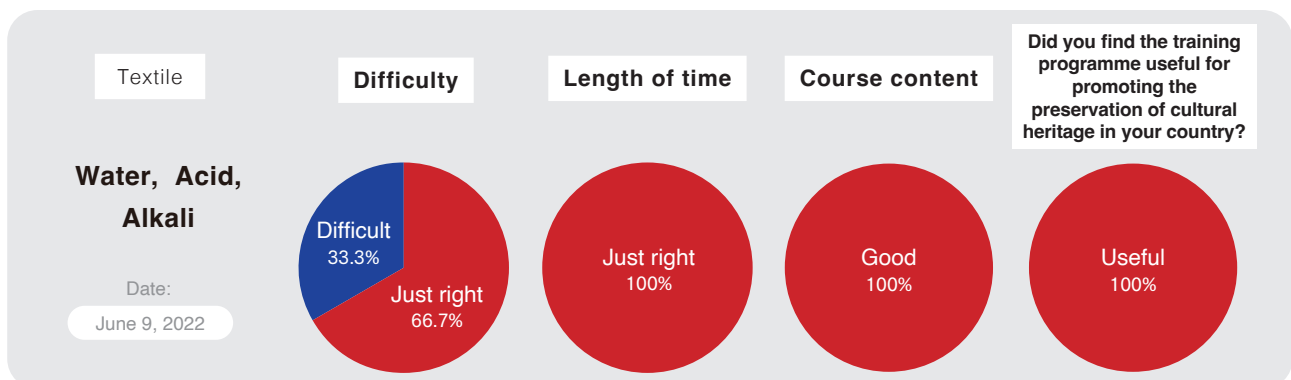 Textile
Difficulty
Length of time
Course content
Did you find the training
programme useful for
promoting the
preservation of cultural
heritage in your country?
Water, Acid,
Alkali
Date:
June 9, 2022
Difficult
33.3%
Just right
66.7%
Just right
100%
Good
100%
Useful
100%